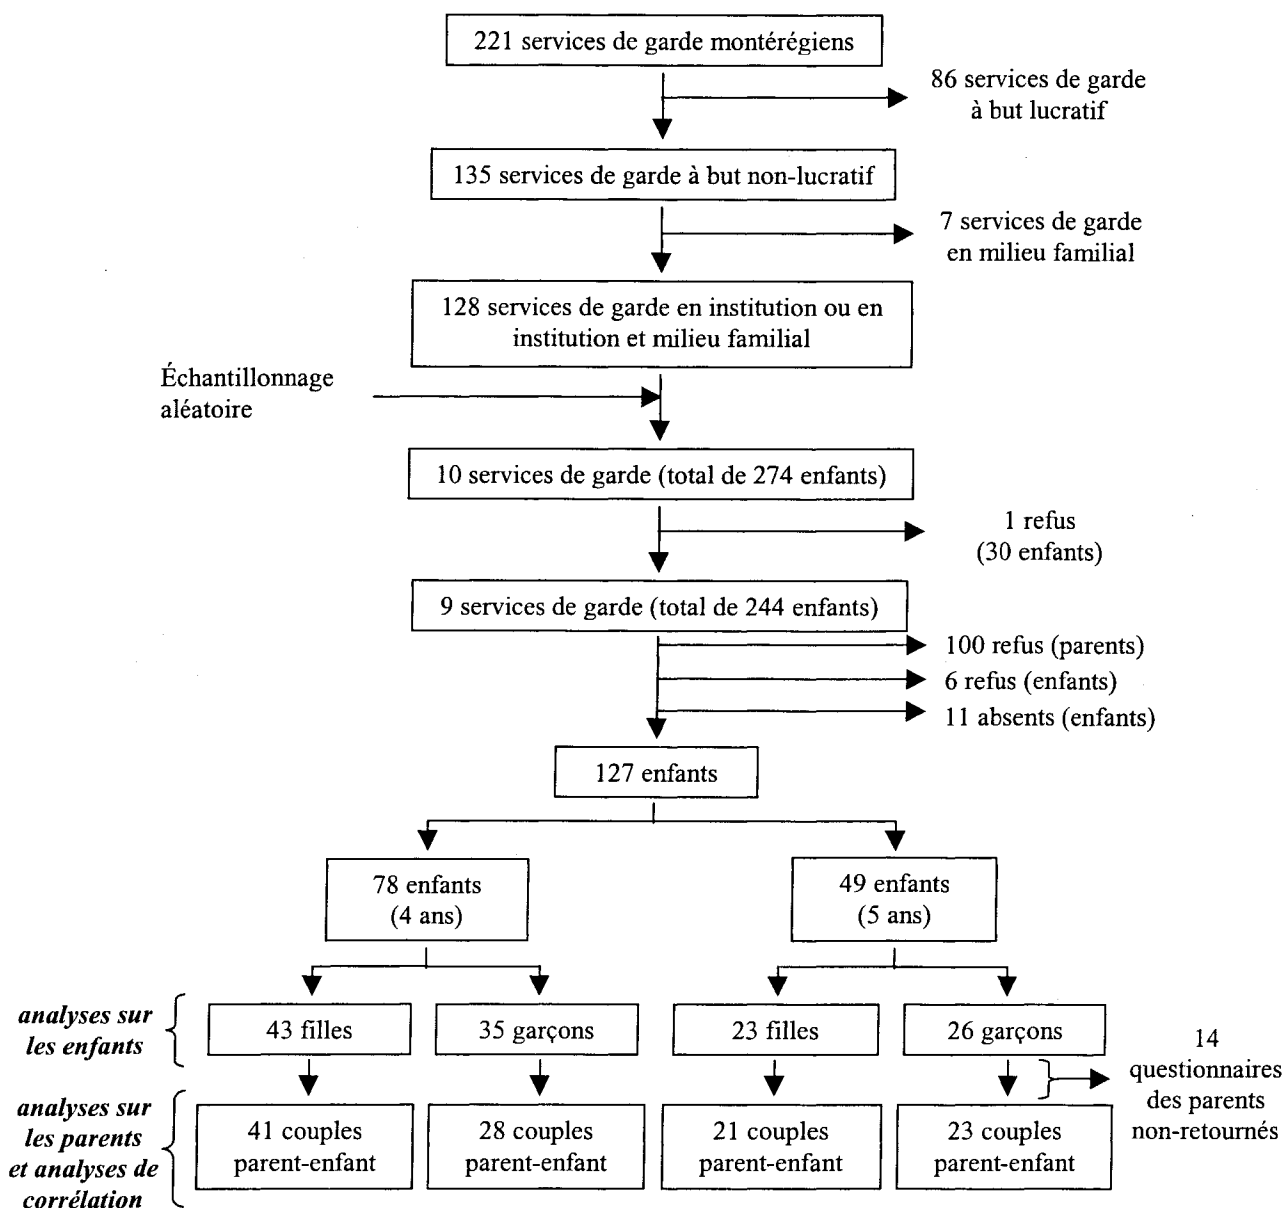 221 services de garde montérégiens
86 services de garde
à but lucratif
135 services de garde à but non-lucratif
7 services de garde
en milieu familial
128 services de garde en institution ou en
institution et milieu familial
Échantillonnage
aléatoire
10 services de garde (total de 274 enfants)
1 refus
(30 enfants)
9 services de garde (total de 244 enfants)
100 refus (parents)
6 refus (enfants)
11 absents (enfants)
127 enfants
78 enfants
(4 ans)
49 enfants
(5 ans)
analyses sur
les enfants
43 filles
35 garçons
23 filles
26 garçons
14
questionnaires
des parents
non-retournés
analyses sur
les parents
et analyses de
corrélation
41 couples
parent-enfant
28 couples
parent-enfant
21 couples
parent-enfant
23 couples
parent-enfant